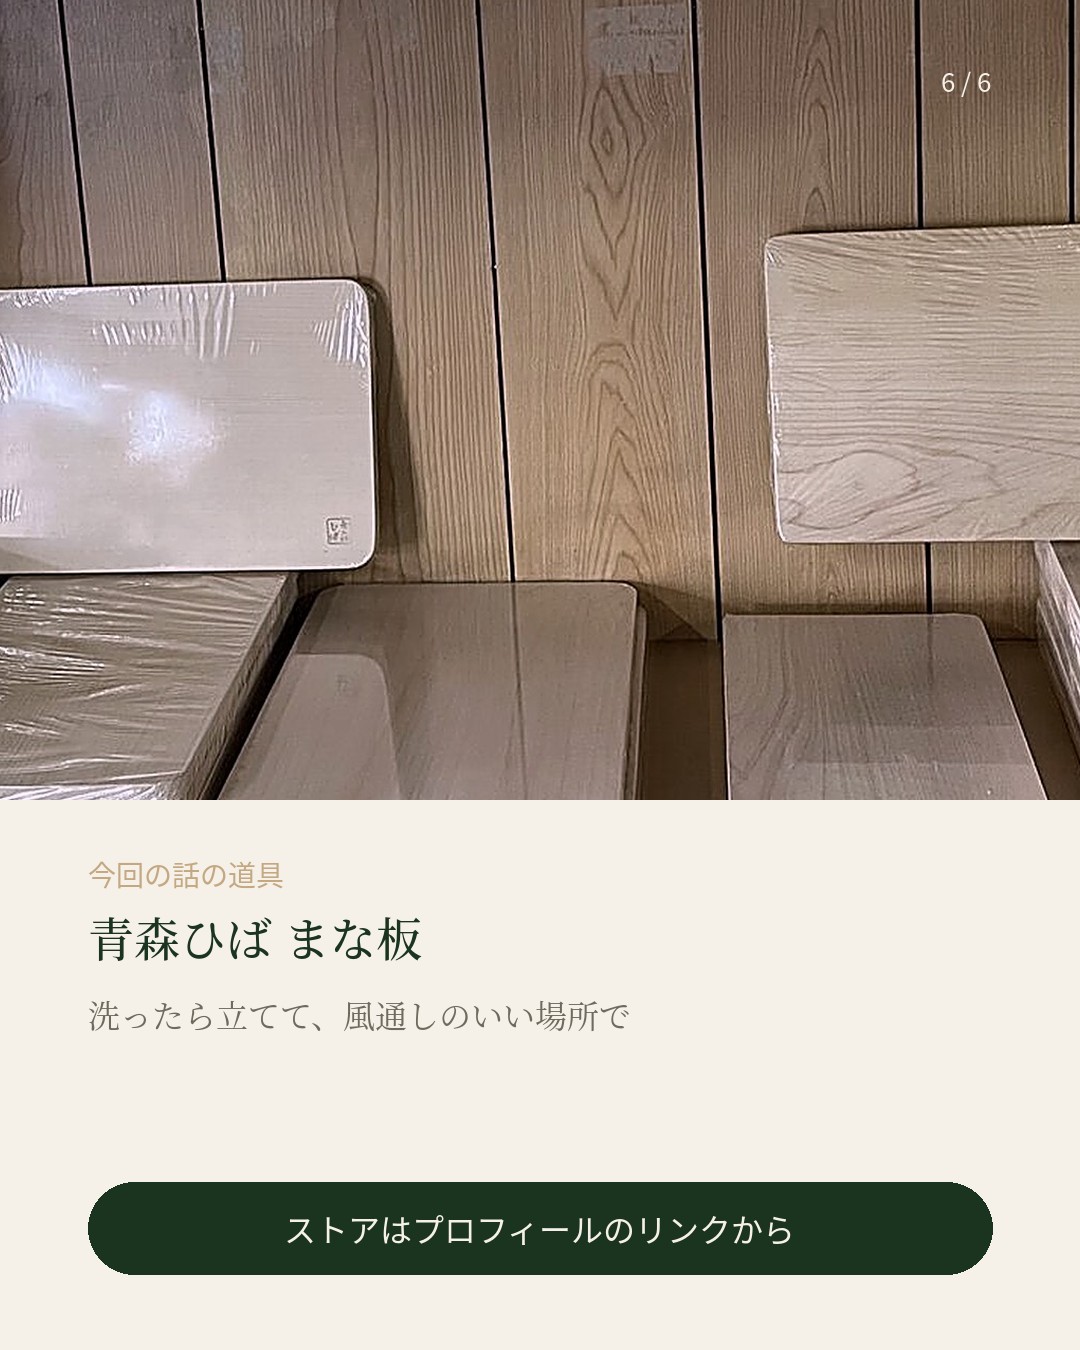 6 / 6
今回の話の道具
青森ひば まな板
洗ったら立てて、風通しのいい場所で
ストアはプロフィールのリンクから